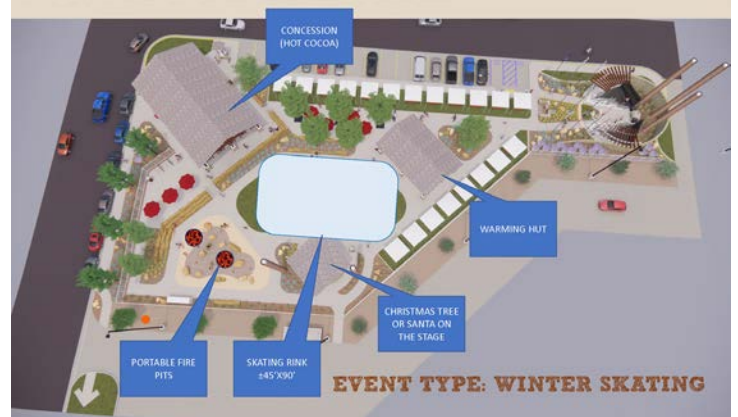 CONCESSION
(HOT COCOA)
WARMING HUT
CHRISTMAS TREE
OR SANTA ON
THE STAGE
PORTABLE FIRE
PITS
SKATING RINK
±45'X90'
EVENT TYPE: WINTER SKATING